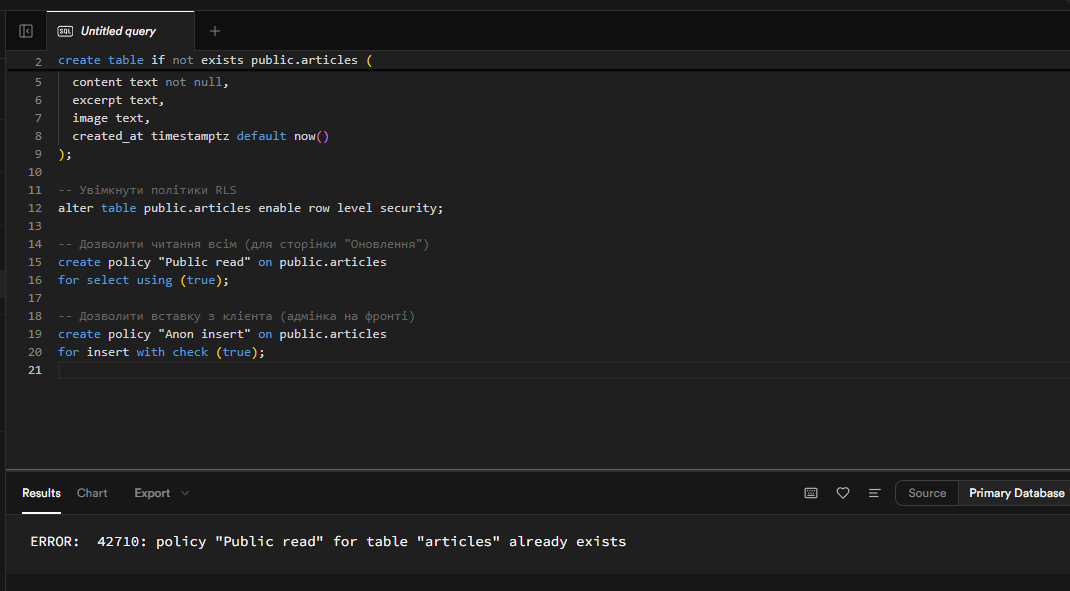 SQL Untitled query +
2 create table if not exists public.articles (
5 content text not null,
6 excerpt text,
7 image text,
8 created_at timestamptz default now()
9 );
10
11 -- Увімкнути політики RLS
12 alter table public.articles enable row level security;
13
14 -- Дозволити читання всім (для сторінки "Оновлення")
15 create policy "Public read" on public.articles
16 for select using (true);
17
18 -- Дозволити вставку з клієнта (адмінка на фронті)
19 create policy "Anon insert" on public.articles
20 for insert with check (true);
21
Results Chart Export Source Primary Database
ERROR:  42710: policy "Public read" for table "articles" already exists